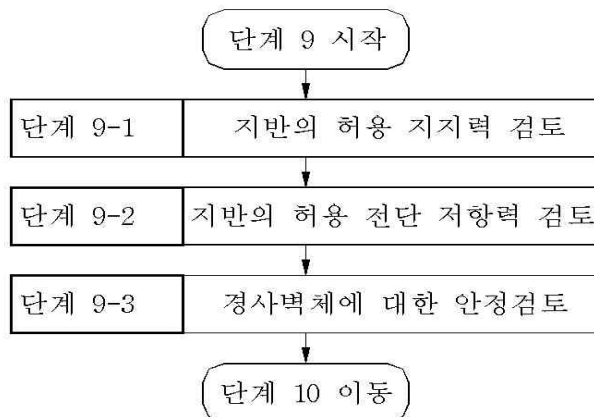 단계 9 시작
단계 9-1 지반의 허용 지지력 검토
단계 9-2 지반의 허용 전단 저항력 검토
단계 9-3 경사벽체에 대한 안정검토
단계 10 이동